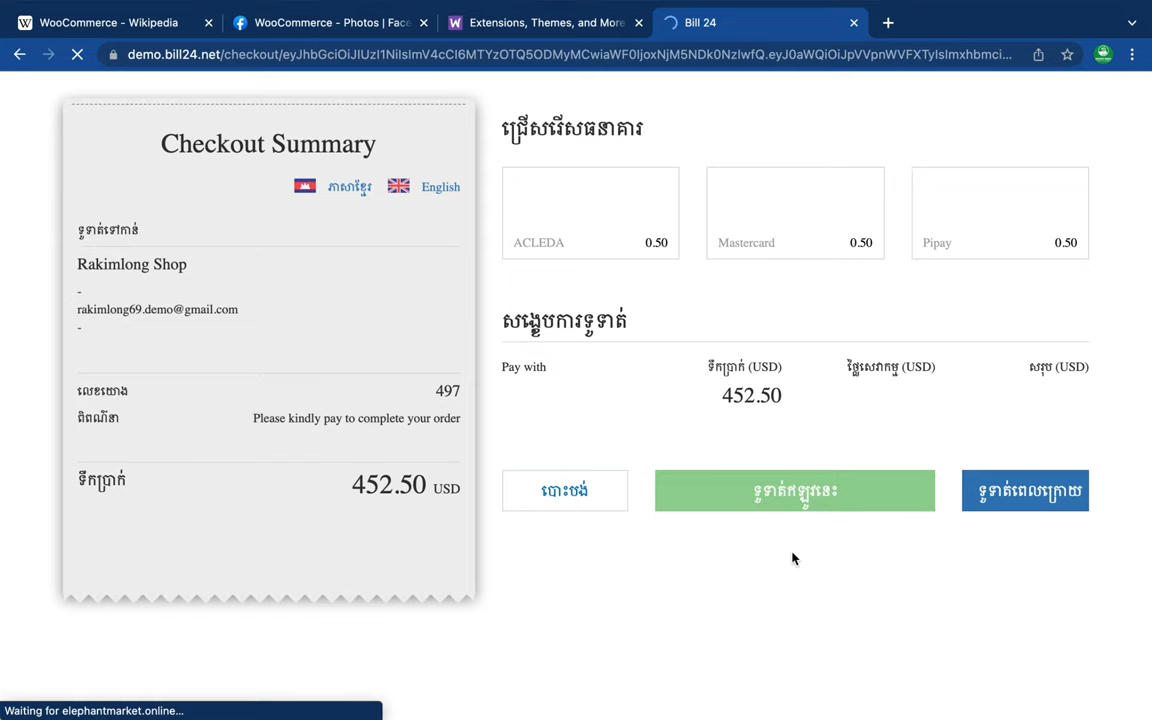 WooCommerce - Wikipedia
WooCommerce - Photos | Face
Extensions, Themes, and More
Bill 24
demo.bill24.net/checkout/
Checkout Summary
ភាសាខ្មែរ English
ទូទាត់ទៅកាន់
Rakimlong Shop
-
rakimlong69.demo@gmail.com
-
លេខយោង 497
ពិពណ៌នា Please kindly pay to complete your order
ទឹកប្រាក់ 452.50 USD
ជ្រើសរើសធនាគារ
ACLEDA 0.50
Mastercard 0.50
Pipay 0.50
សង្ខេបការទូទាត់
Pay with ទឹកប្រាក់ (USD) ថ្លៃសេវាកម្ម (USD) សរុប (USD)
452.50
បោះបង់ ទូទាត់ឥឡូវនេះ ទូទាត់ពេលក្រោយ
Waiting for elephantmarket.online...